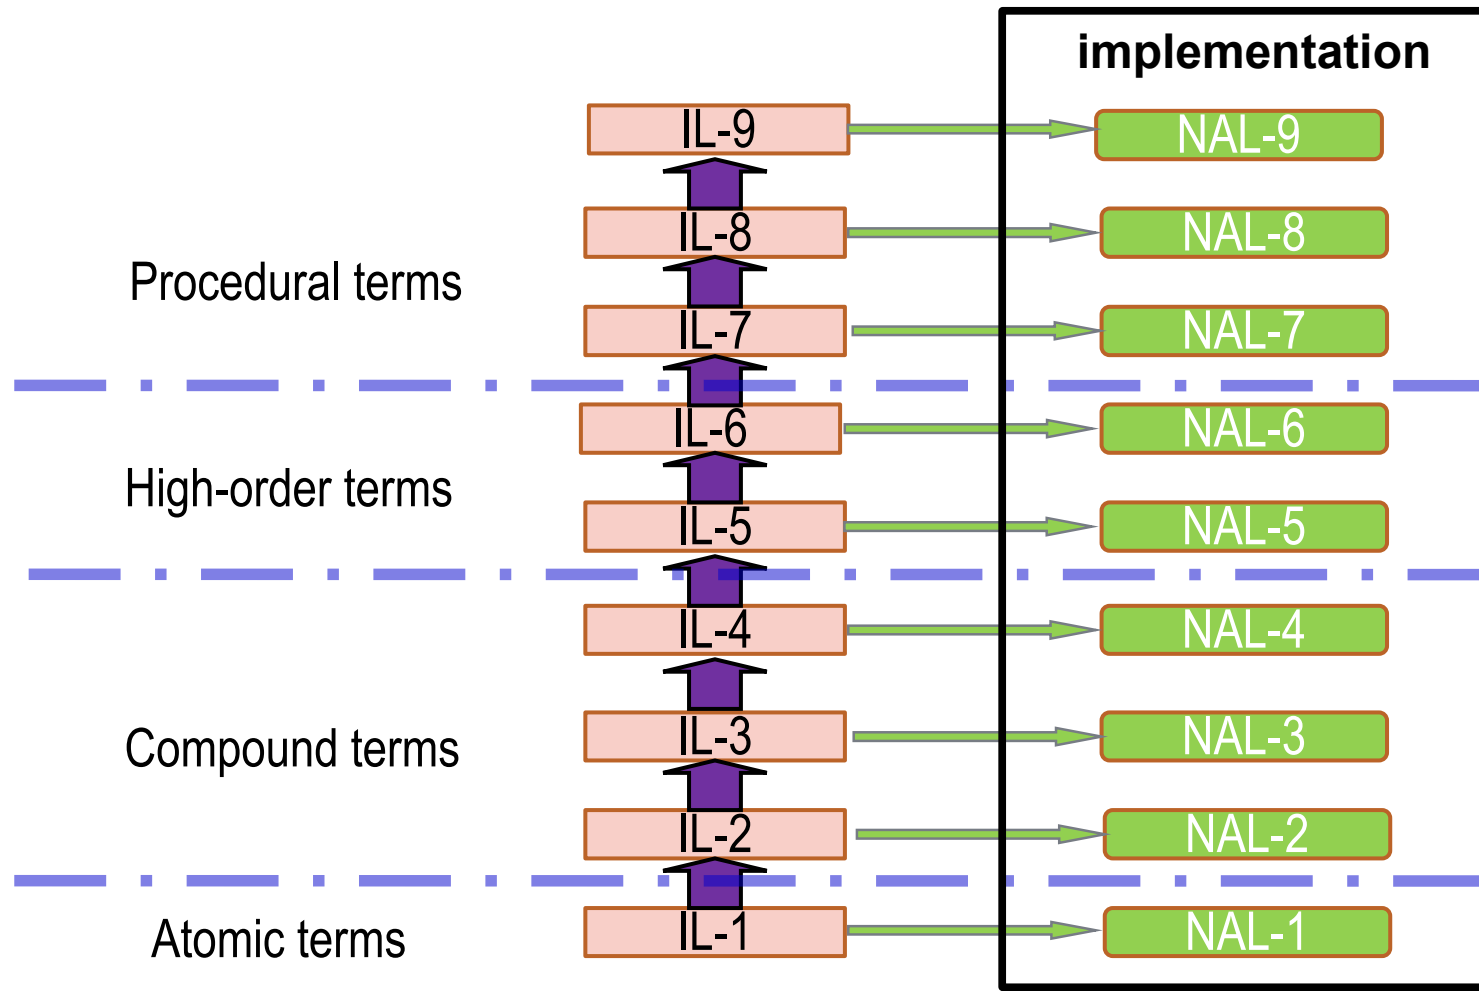 implementation
IL-9
NAL-9
IL-8
NAL-8
Procedural terms
IL-7
NAL-7
IL-6
NAL-6
High-order terms
IL-5
NAL-5
IL-4
NAL-4
Compound terms
IL-3
NAL-3
IL-2
NAL-2
Atomic terms
IL-1
NAL-1